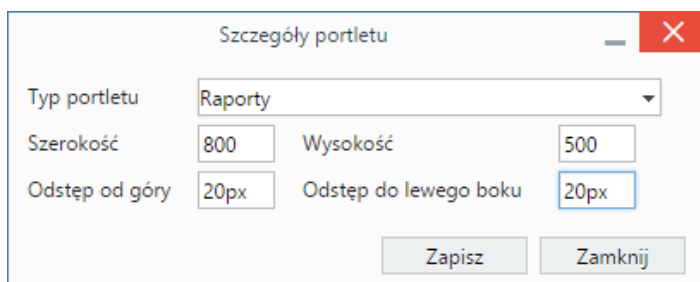 Szczegóły portletu
Typ portletu Raporty
Szerokość 800 Wysokość 500
Odstęp od góry 20px Odstęp do lewego boku 20px
Zapisz Zamknij